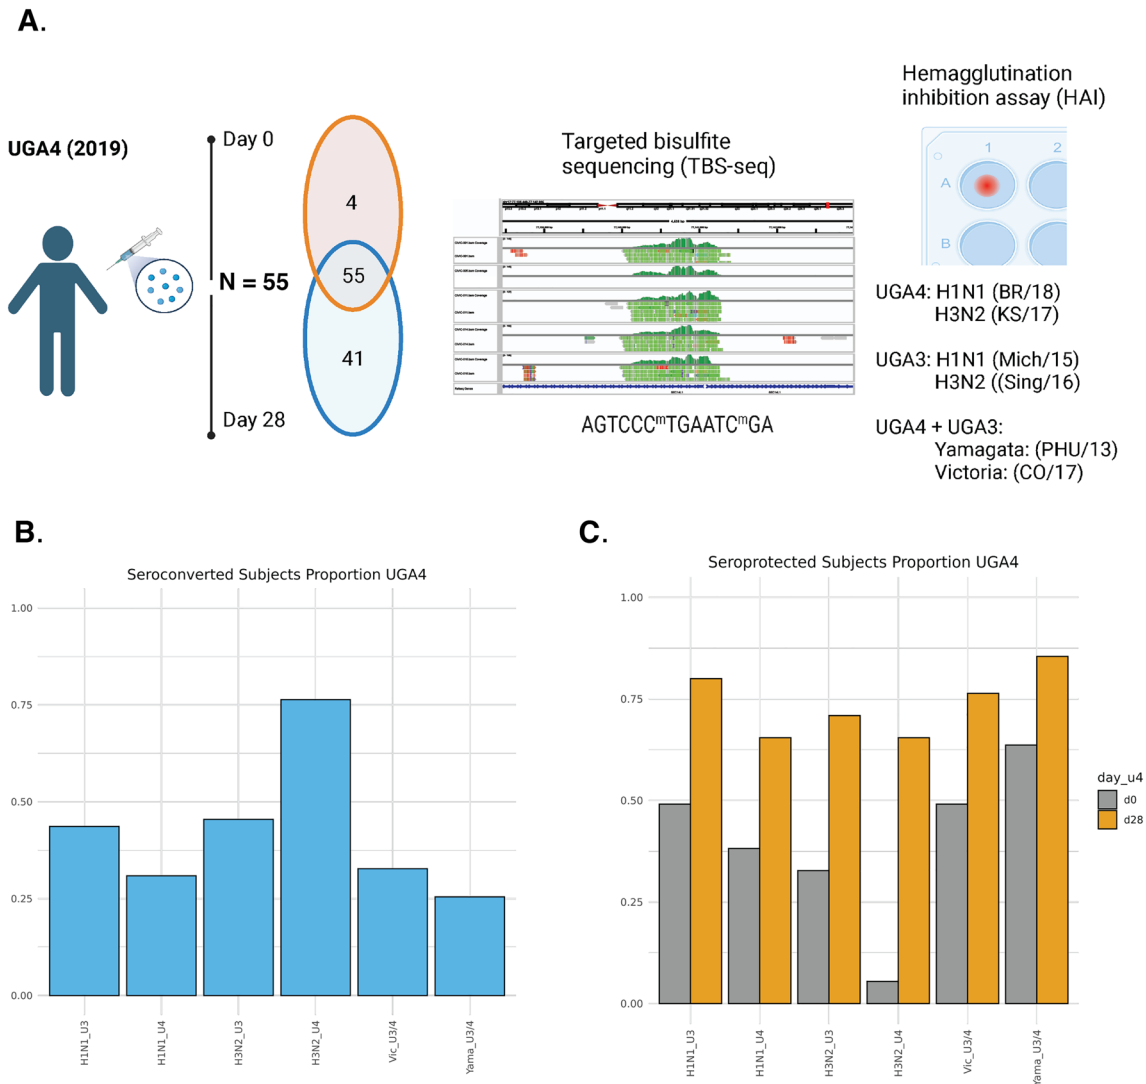 A.
Hemagglutination
inhibition assay (HAI)
UGA4 (2019)
Day 0
Targeted bisulfite
sequencing (TBS-seq)
1
2
A
B
4
N = 55
55
41
Day 28
AGTCCCmTGAATCmGA
UGA4: H1N1 (BR/18)
H3N2 (KS/17)
UGA3: H1N1 (Mich/15)
H3N2 ((Sing/16)
UGA4 + UGA3:
Yamagata: (PHU/13)
Victoria: (CO/17)
B.
Seroconverted Subjects Proportion UGA4
1.00
0.75
0.50
0.25
0.00
H1N1_U3
H1N1_U4
H3N2_U3
H3N2_U4
Vic_U3/4
Yama_U3/4
C.
Seroprotected Subjects Proportion UGA4
1.00
0.75
0.50
0.25
0.00
H1N1_U3
H1N1_U4
H3N2_U3
H3N2_U4
Vic_U3/4
Yama_U3/4
day_u4
d0
d28